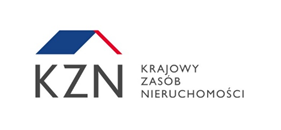 KZN
KRAJOWY
ZASÓB
NIERUCHOMOŚCI